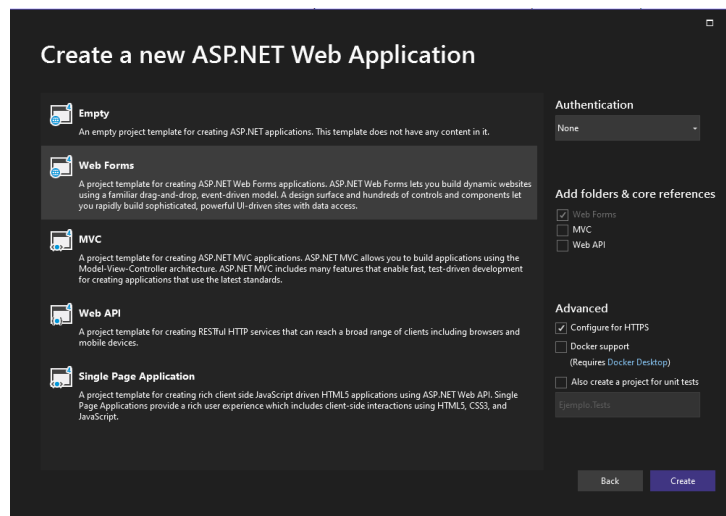 Create a new ASP.NET Web Application
Empty
An empty project template for creating ASP.NET applications. This template does not have any content in it.
Web Forms
A project template for creating ASP.NET Web Forms applications. ASP.NET Web Forms lets you build dynamic websites
using a familiar drag-and-drop, event-driven model. A design surface and hundreds of controls and components let
you rapidly build sophisticated, powerful UI-driven sites with data access.
MVC
A project template for creating ASP.NET MVC applications. ASP.NET MVC allows you to build applications using the
Model-View-Controller architecture. ASP.NET MVC includes many features that enable fast, test-driven development
for creating applications that use the latest standards.
Web API
A project template for creating RESTful HTTP services that can reach a broad range of clients including browsers and
mobile devices.
Single Page Application
A project template for creating rich client side JavaScript driven HTML5 applications using ASP.NET Web API. Single
Page Applications provide a rich user experience which includes client-side interactions using HTML5, CSS3, and
JavaScript.
Authentication
None
Add folders & core references
Web Forms
MVC
Web API
Advanced
Configure for HTTPS
Docker support
(Requires Docker Desktop)
Also create a project for unit tests
Ejemplo.Tests
Back
Create